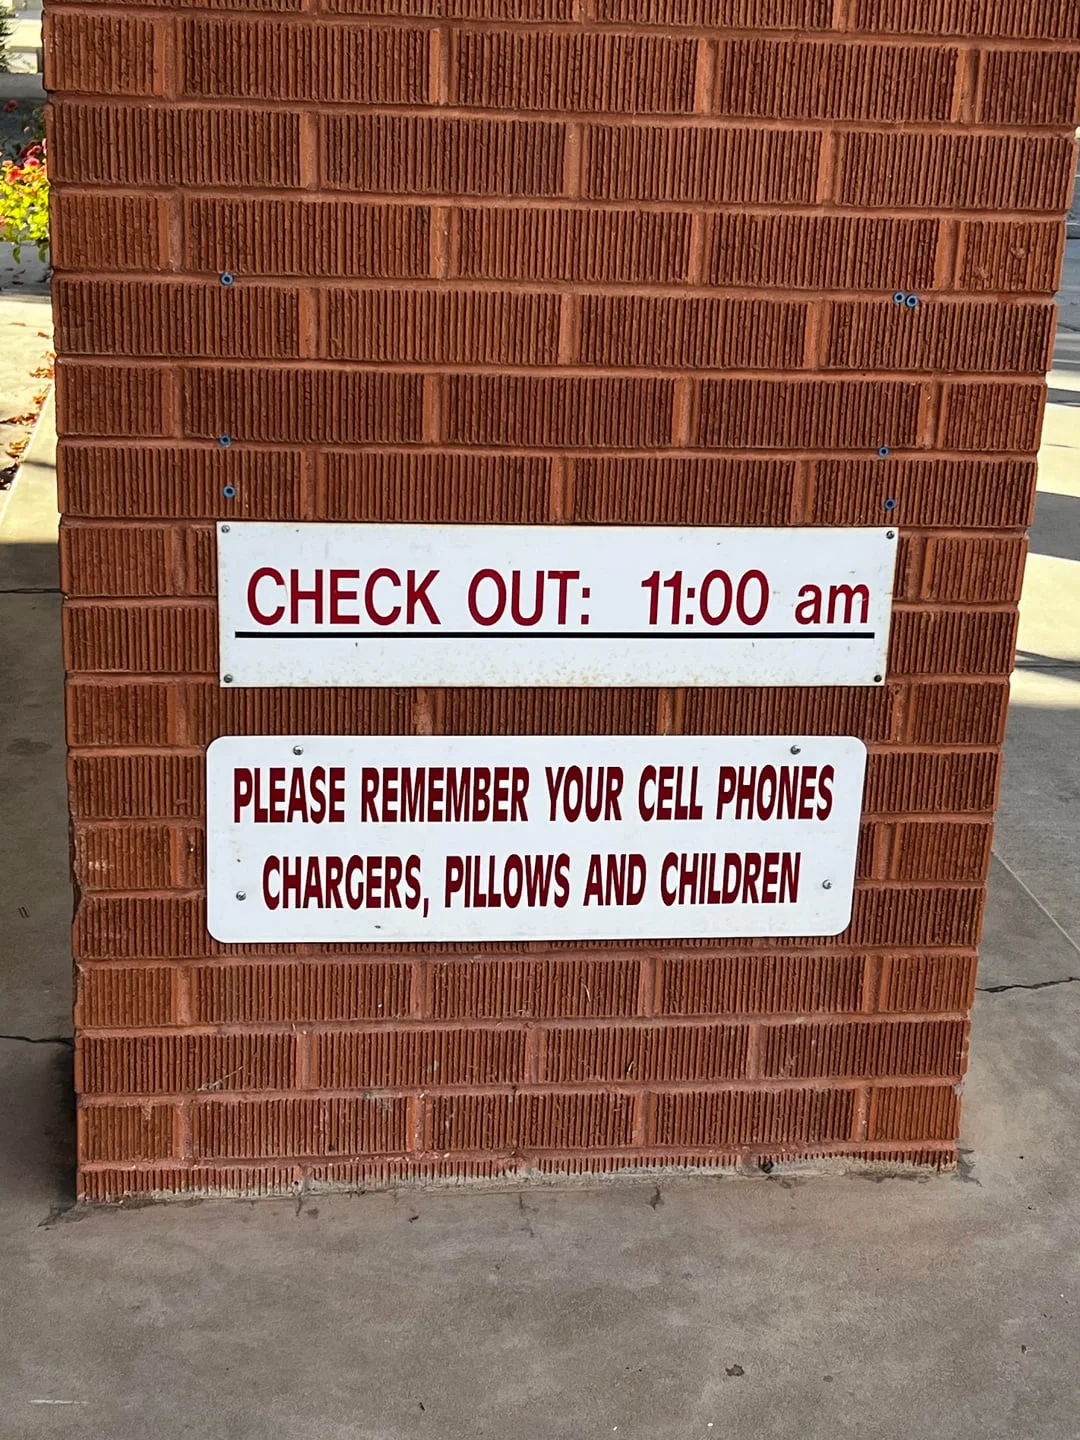 CHECK OUT: 11:00 am
PLEASE REMEMBER YOUR CELL PHONES
CHARGERS, PILLOWS AND CHILDREN